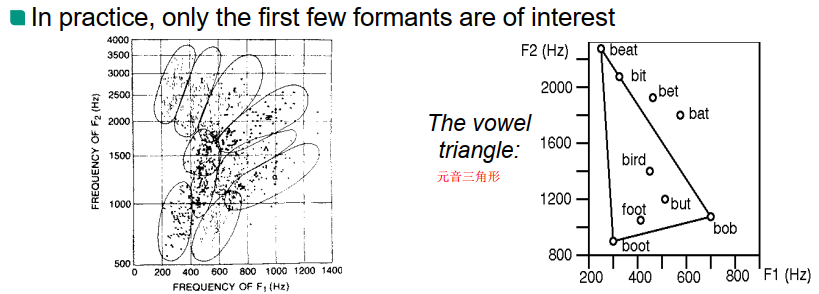 In practice, only the first few formants are of interest
FREQUENCY OF F₂ (Hz)
4000
3500
3000
2500
2000
1500
1000
500
0 200 400 600 800 1000 1200 1400
FREQUENCY OF F₁ (Hz)
The vowel
triangle:
元音三角形
F2 (Hz)
2000
1600
1200
800
beat
bit
bet
bat
bird
but
foot
bob
boot
200 400 600 800 F1 (Hz)